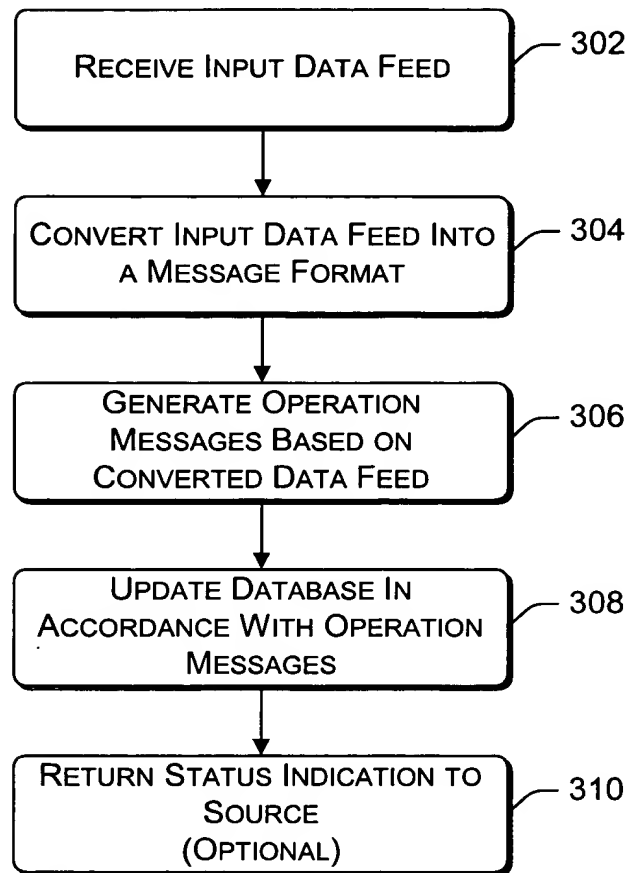 RECEIVE INPUT DATA FEED
302
CONVERT INPUT DATA FEED INTO
A MESSAGE FORMAT
304
GENERATE OPERATION
MESSAGES BASED ON
CONVERTED DATA FEED
306
UPDATE DATABASE IN
ACCORDANCE WITH OPERATION
MESSAGES
308
RETURN STATUS INDICATION TO
SOURCE
(OPTIONAL)
310